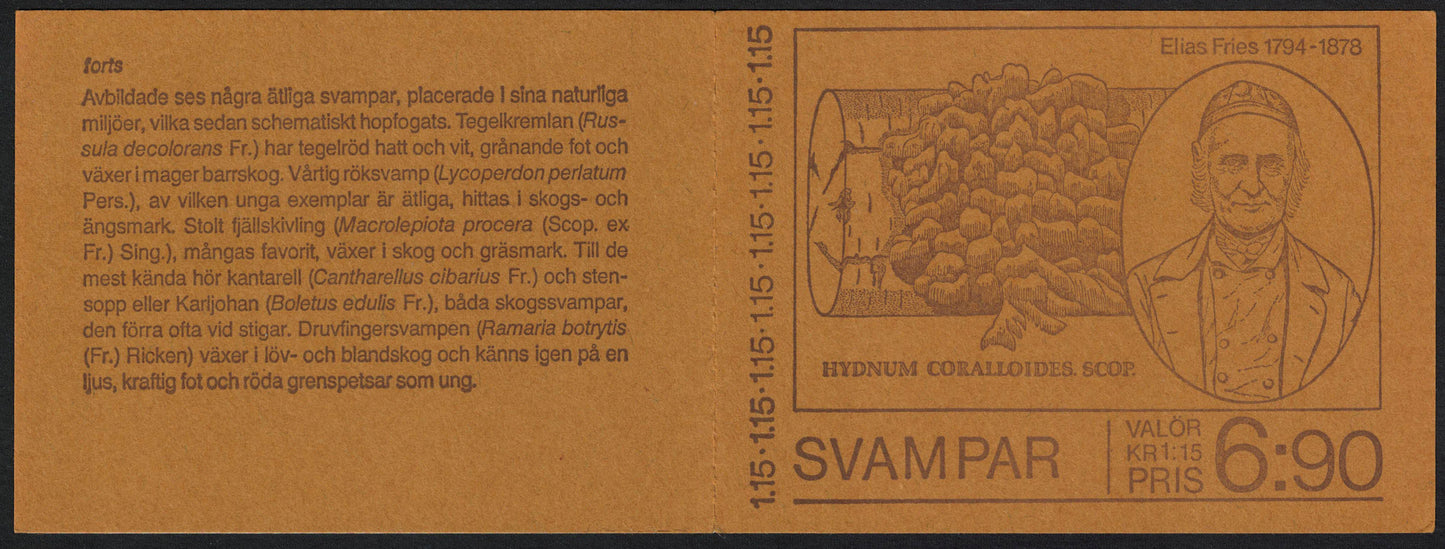 forts
Avbildade ses några ätliga svampar, placerade i sina naturliga
miljöer, vilka sedan schematiskt hopfogats. Tegelkremlan (Rus-
sula decolorans Fr.) har tegelröd hatt och vit, grånande fot och
växer i mager barrskog. Vårtig röksvamp (Lycoperdon perlatum
Pers.), av vilken unga exemplar är ätliga, hittas i skogs- och
ängsmark. Stolt fjällskivling (Macrolepiota procera (Scop. ex
Fr.) Sing.), mångas favorit, växer i skog och gräsmark. Till de
mest kända hör kantarell (Cantharellus cibarius Fr.) och sten-
sopp eller Karljohan (Boletus edulis Fr.), båda skogssvampar,
den förra ofta vid stigar. Druvfingersvampen (Ramaria botrytis
(Fr.) Ricken) växer i löv- och blandskog och känns igen på en
ljus, kraftig fot och röda grenspetsar som ung.
1.15·1.15·1.15·1.15·1.15·1.15·1.15·1.15
Elias Fries 1794-1878
HYDNUM CORALLOIDES. SCOP.
SVAMPAR
VALÖR
KR 1:15
PRIS 6:90